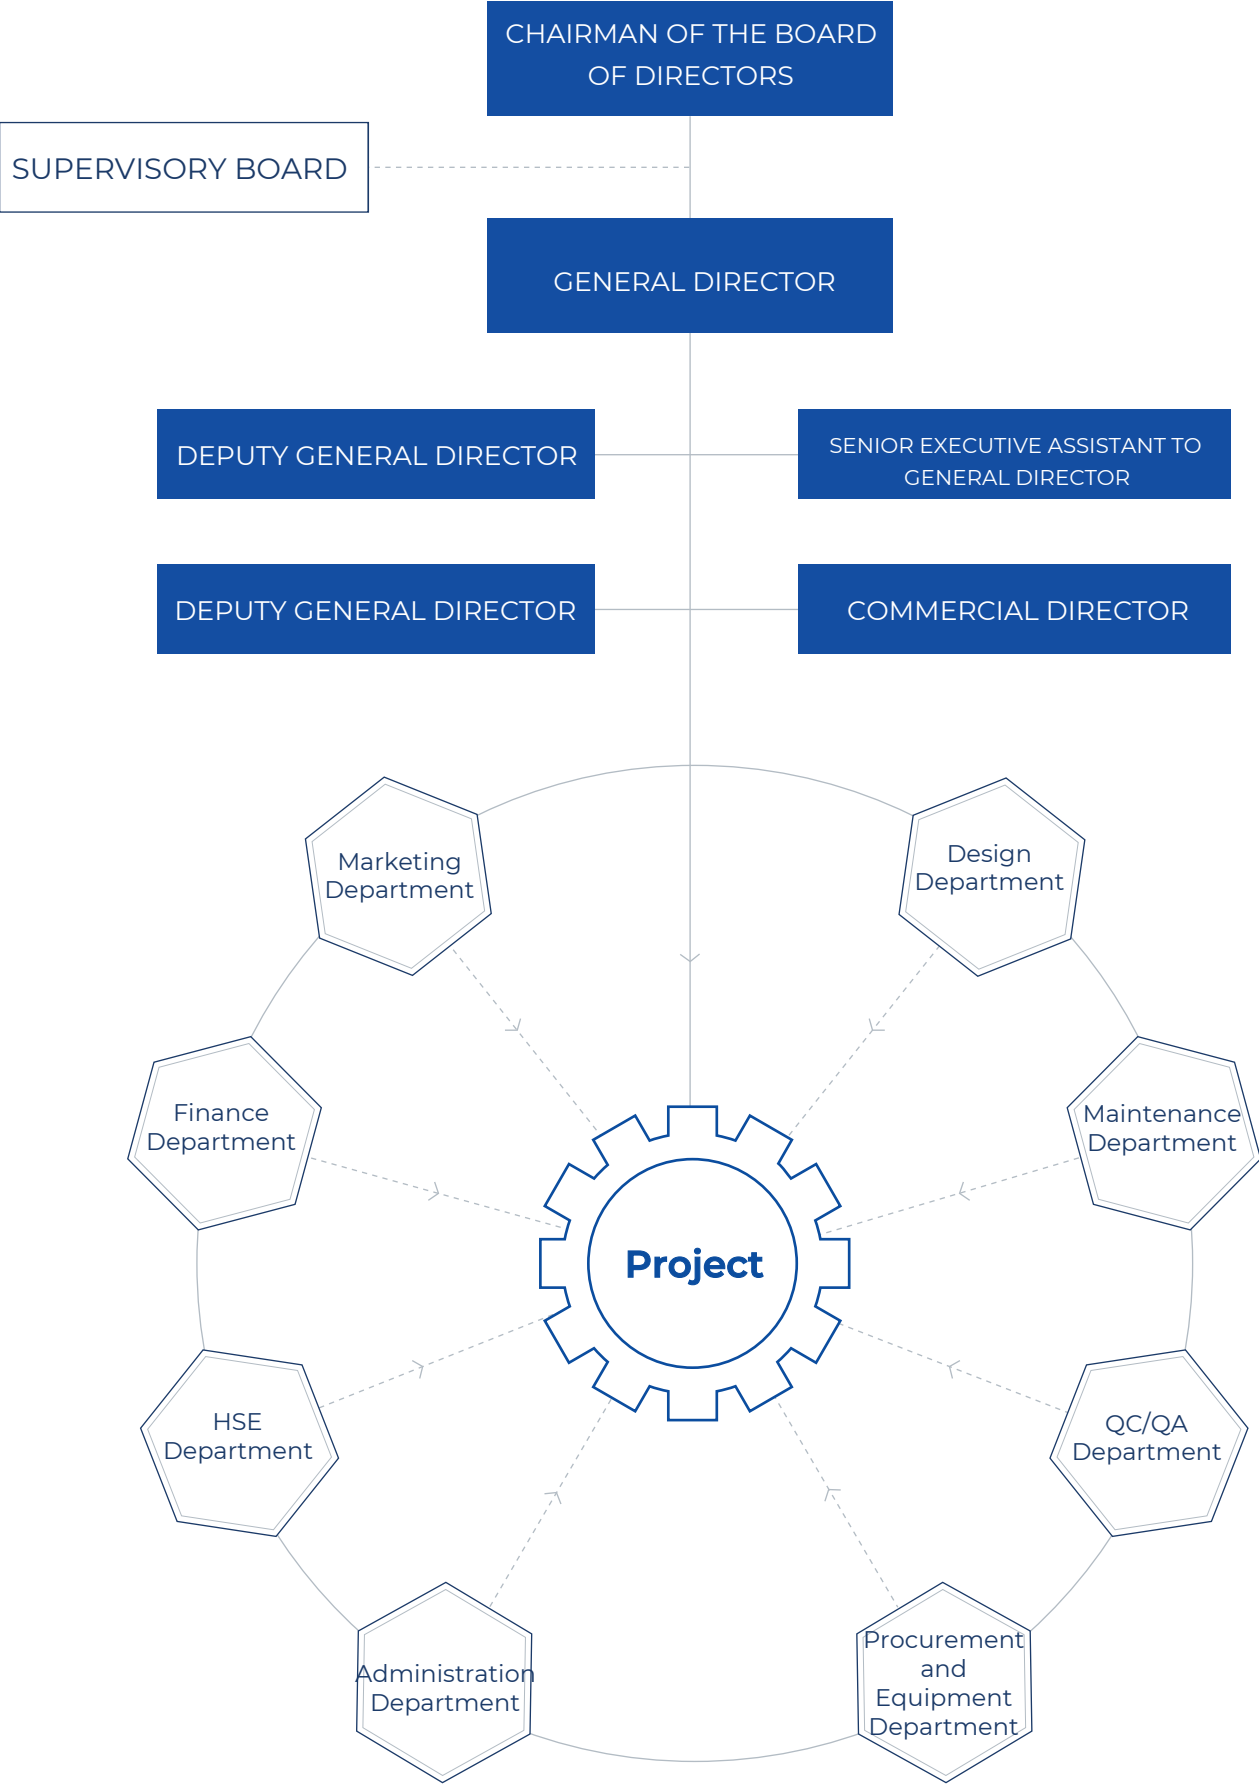 CHAIRMAN OF THE BOARD
OF DIRECTORS
SUPERVISORY BOARD
GENERAL DIRECTOR
DEPUTY GENERAL DIRECTOR
SENIOR EXECUTIVE ASSISTANT TO
GENERAL DIRECTOR
DEPUTY GENERAL DIRECTOR
COMMERCIAL DIRECTOR
Marketing
Department
Design
Department
Finance
Department
Maintenance
Department
Project
HSE
Department
QC/QA
Department
Administration
Department
Procurement
and
Equipment
Department